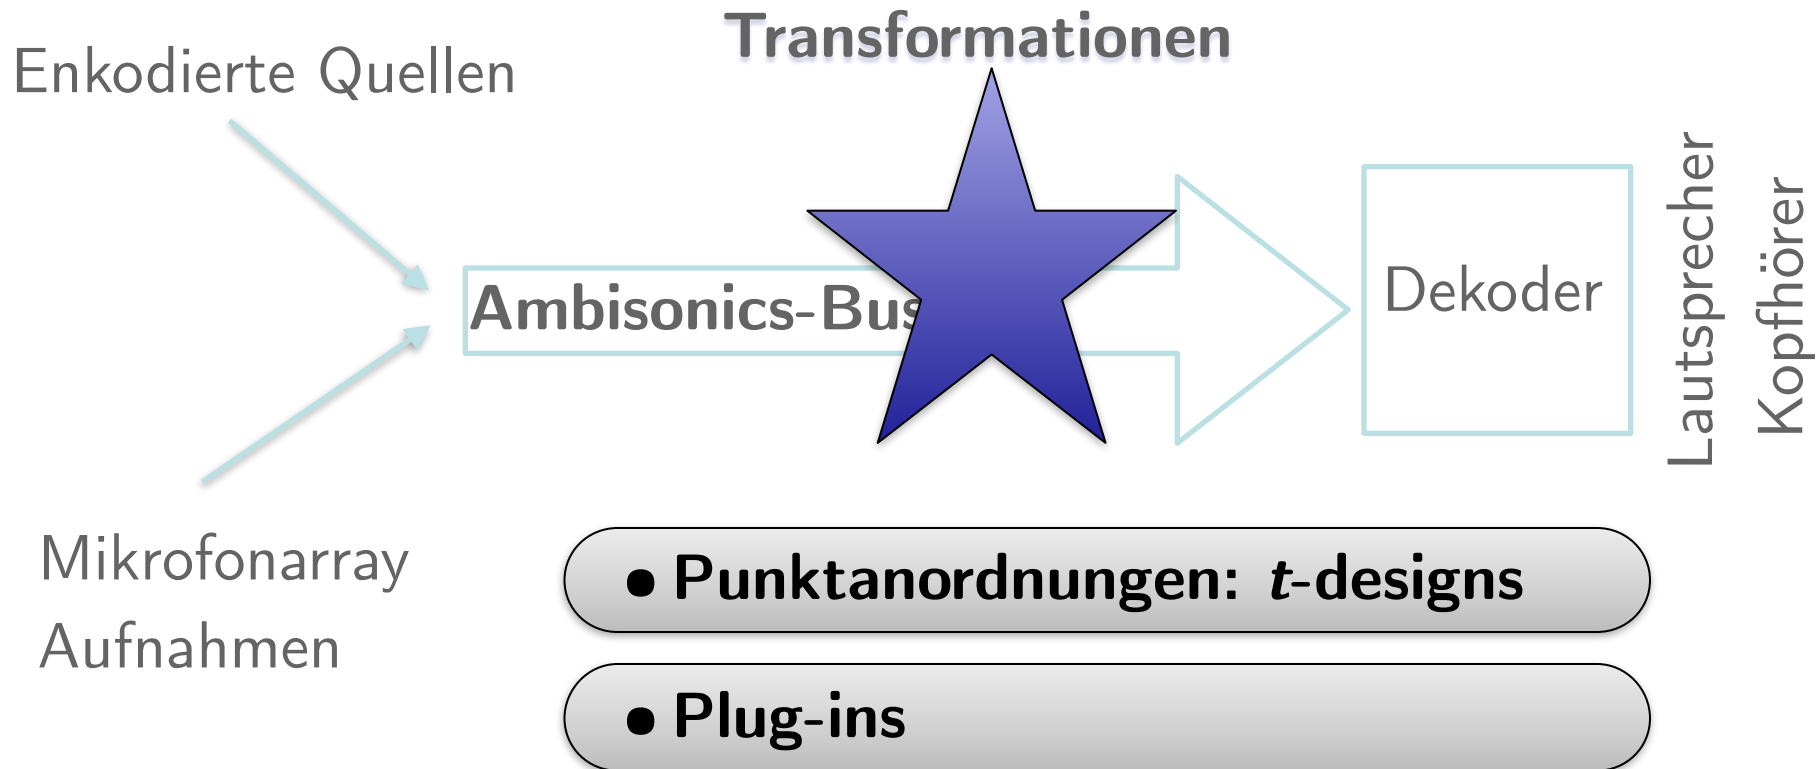 Transformationen
Enkodierte Quellen
Ambisonics-Bus
Dekoder
Lautsprecher
Kopfhörer
Mikrofonarray
Aufnahmen
• Punktanordnungen: t-designs
• Plug-ins